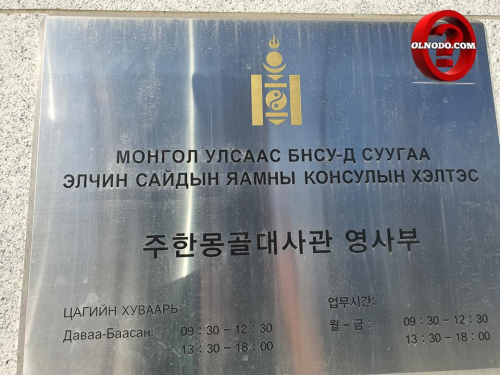 OLNODO.COM
МОНГОЛ УЛСААС БНСУ-Д СУУГАА
ЭЛЧИН САЙДЫН ЯАМНЫ КОНСУЛЫН ХЭЛТЭС
주한몽골대사관 영사부
ЦАГИЙН ХУВААРЬ:
Даваа-Баасан: 09 : 30 – 12 : 30
13 : 30 – 18 : 00
업무시간:
월 – 금 : 09 : 30 – 12 : 30
13 : 30 – 18 : 00